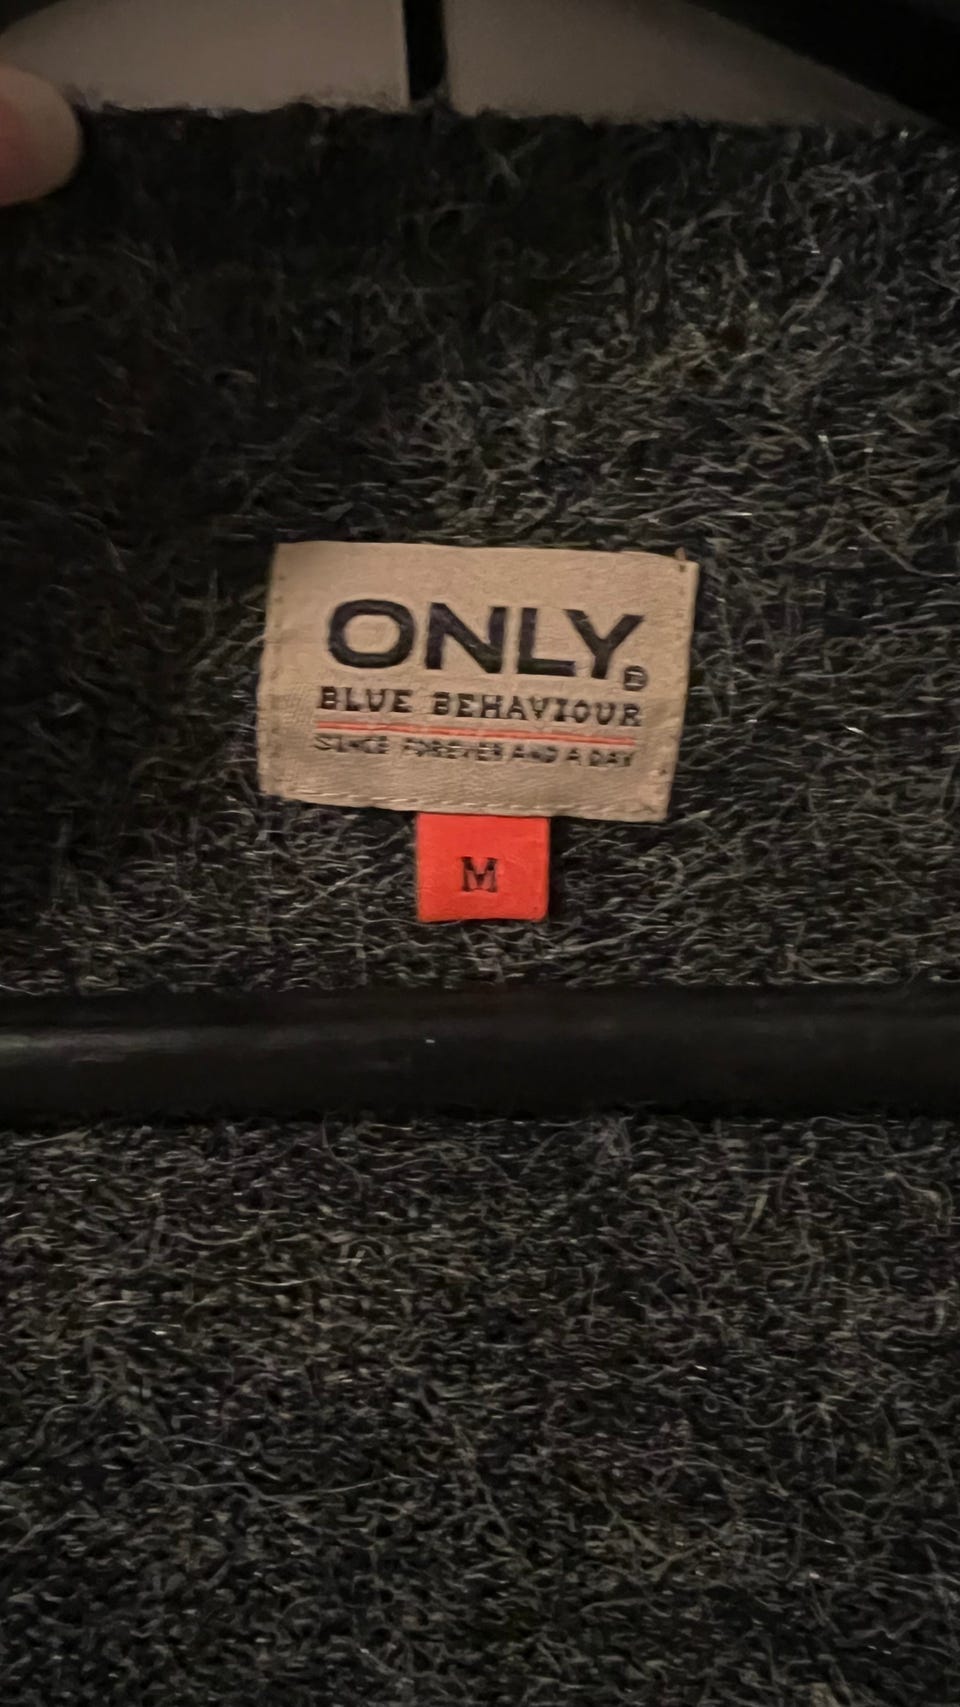 ONLY®
BLUE BEHAVIOUR
SINCE FOREVER AND A DAY
M